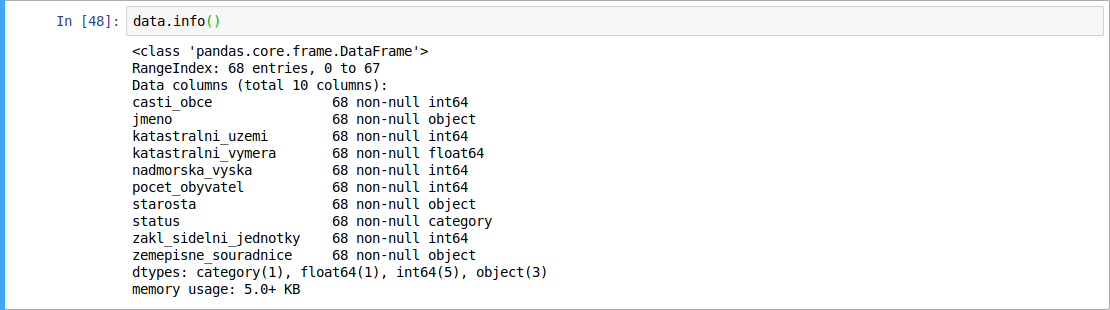 In [48]: data.info()
<class 'pandas.core.frame.DataFrame'>
RangeIndex: 68 entries, 0 to 67
Data columns (total 10 columns):
casti_obce               68 non-null int64
jmeno                    68 non-null object
katastralni_uzemi        68 non-null int64
katastralni_vymera       68 non-null float64
nadmorska_vyska          68 non-null int64
pocet_obyvatel           68 non-null int64
starosta                 68 non-null object
status                   68 non-null category
zakl_sidelni_jednotky    68 non-null int64
zemepisne_souradnice     68 non-null object
dtypes: category(1), float64(1), int64(5), object(3)
memory usage: 5.0+ KB